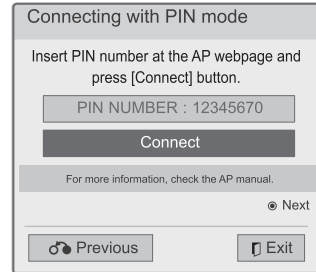 Connecting with PIN mode
Insert PIN number at the AP webpage and
press [Connect] button.
PIN NUMBER : 12345670
Connect
For more information, check the AP manual.
Next
Previous
Exit